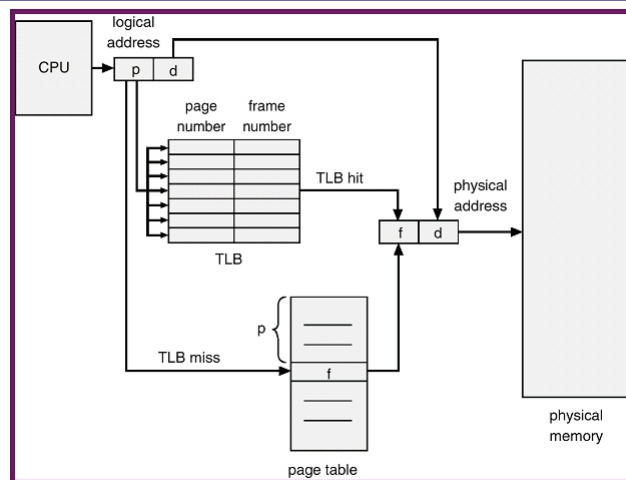 logical
address
CPU
p
d
page
number
frame
number
TLB hit
physical
address
f
d
TLB
p
TLB miss
f
page table
physical
memory